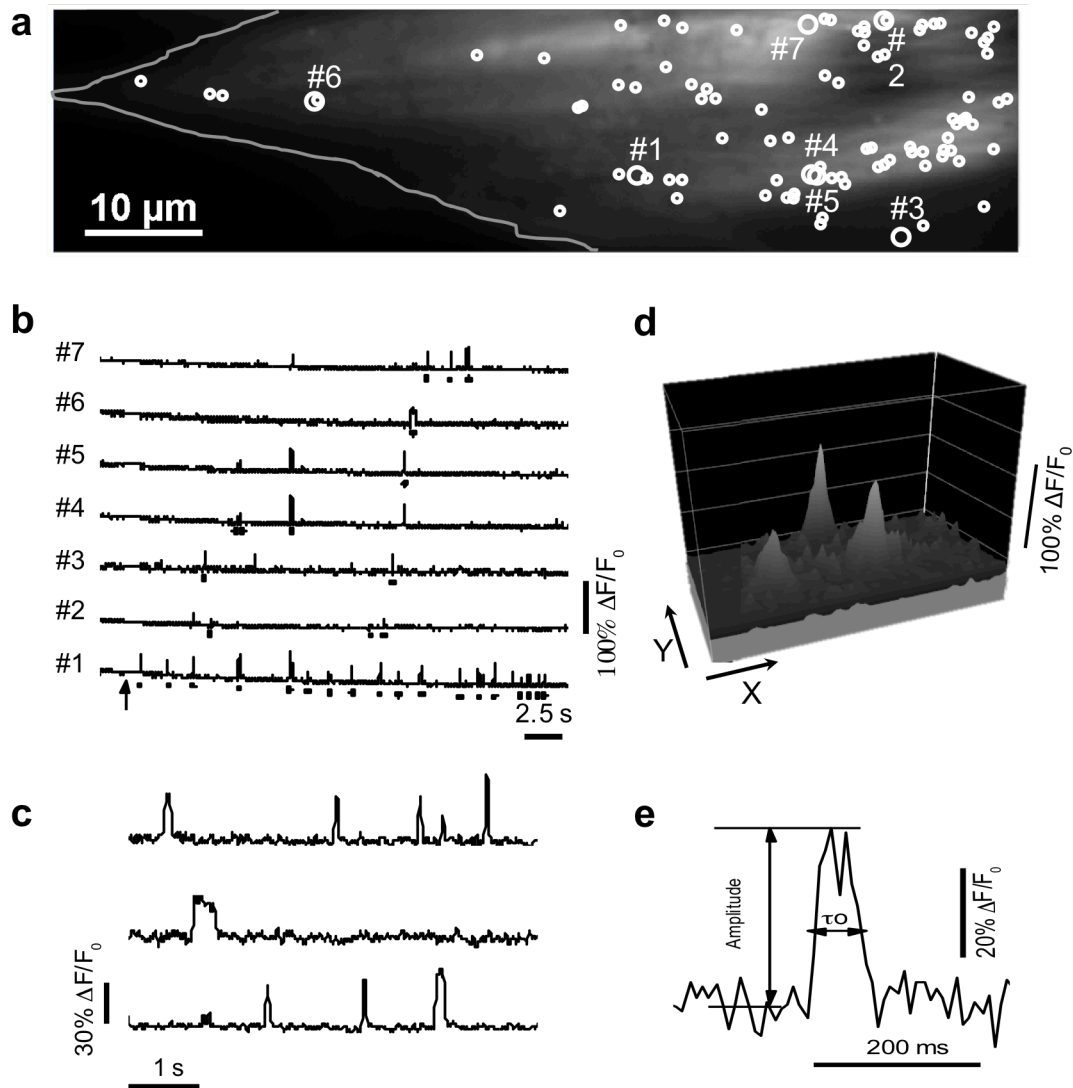 a
#7
#
2
#6
#1
#4
#5
#3
10 µm
b
#7
#6
#5
#4
#3
#2
#1
100% ΔF/F0
2.5 s
d
100% ΔF/F0
Y
X
c
30% ΔF/F0
1 s
e
Amplitude
τo
20% ΔF/F0
200 ms